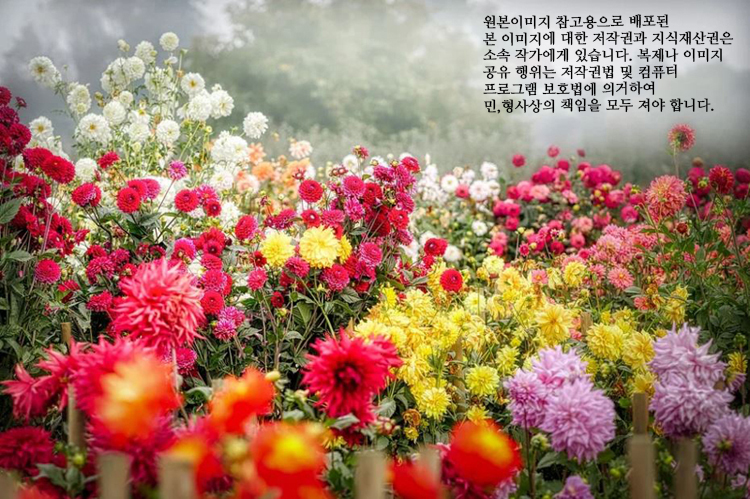 원본이미지 참고용으로 배포된
본 이미지에 대한 저작권과 지식재산권은
소속 작가에게 있습니다. 복제나 이미지
공유 행위는 저작권법 및 컴퓨터
프로그램 보호법에 의거하여
민,형사상의 책임을 모두 져야 합니다.